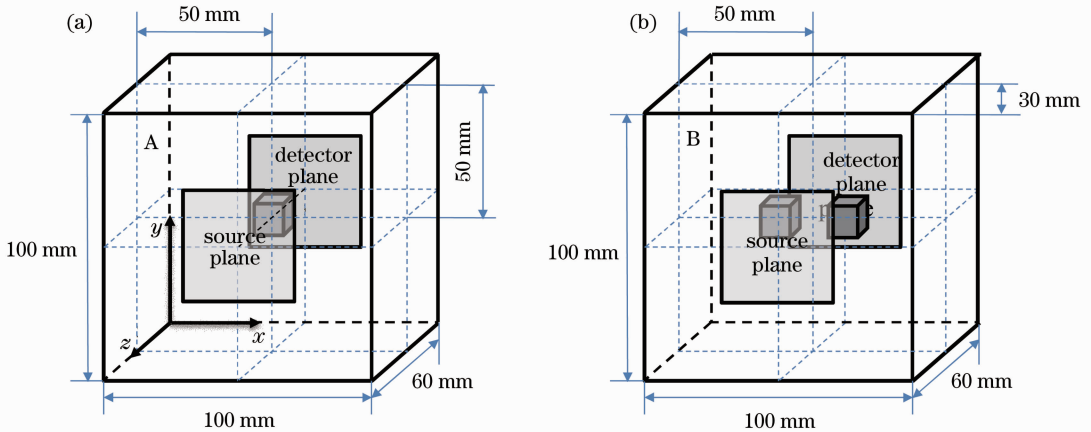 (a)
50 mm
A
detector
plane
50 mm
source
plane
y
x
z
100 mm
60 mm
100 mm
(b)
50 mm
30 mm
B
detector
plane
source
plane
100 mm
60 mm
100 mm